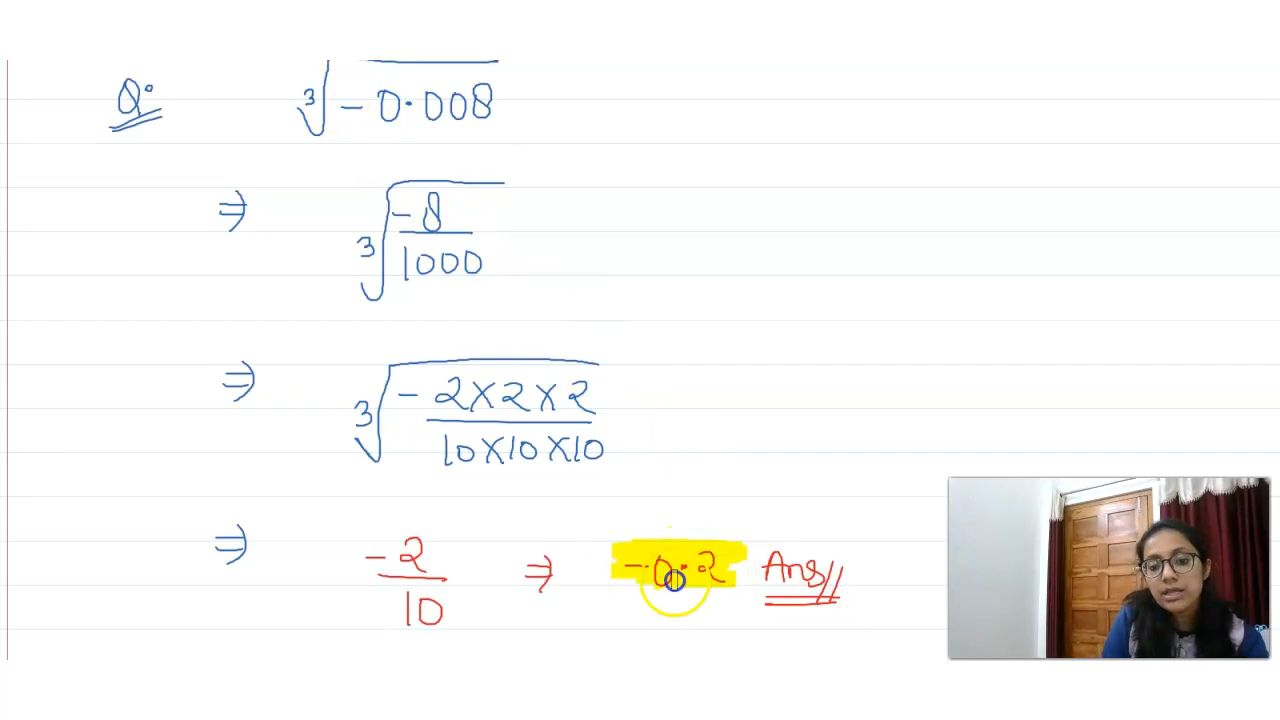 Q. ∛-0.008
⇒ ∛-8/1000
⇒ ∛-2×2×2/10×10×10
⇒ -2/10 ⇒ -0.2 Ans//